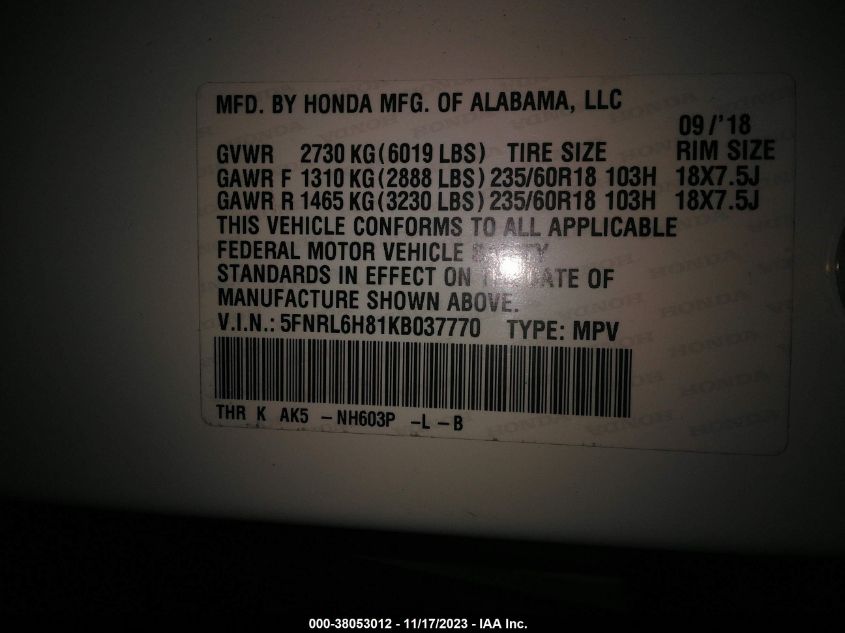 MFD. BY HONDA MFG. OF ALABAMA, LLC
09/'18
GVWR 2730 KG(6019 LBS) TIRE SIZE RIM SIZE
GAWR F 1310 KG(2888 LBS) 235/60R18 103H 18X7.5J
GAWR R 1465 KG(3230 LBS) 235/60R18 103H 18X7.5J
THIS VEHICLE CONFORMS TO ALL APPLICABLE
FEDERAL MOTOR VEHICLE
STANDARDS IN EFFECT ON DATE OF
MANUFACTURE SHOWN ABOVE.
V.I.N.: 5FNRL6H81KB037770 TYPE: MPV
THR K AK5 -NH603P -L-B
000-38053012 - 11/17/2023 - IAA Inc.